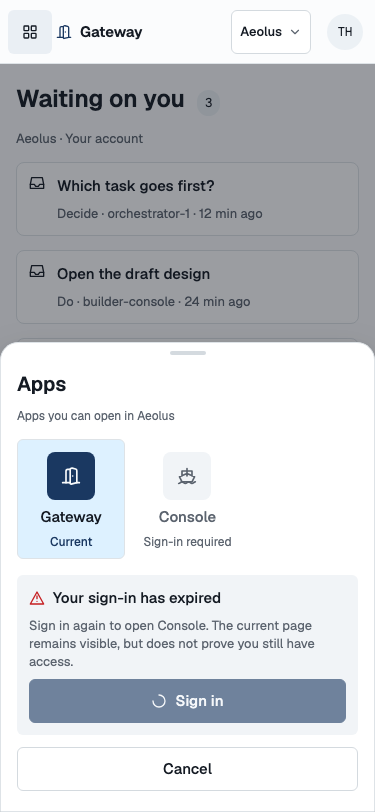 Gateway
Aeolus
TH
Waiting on you 3
Aeolus · Your account
Which task goes first?
Decide · orchestrator-1 · 12 min ago
Open the draft design
Do · builder-console · 24 min ago
Apps
Apps you can open in Aeolus
Gateway
Current
Console
Sign-in required
Your sign-in has expired
Sign in again to open Console. The current page
remains visible, but does not prove you still have
access.
Sign in
Cancel